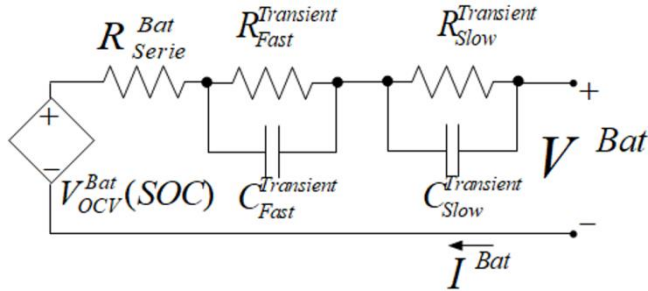 R Bat Serie
R Transient Fast
R Transient Slow
+
+
V Bat OCV (SOC)
C Transient Fast
C Transient Slow
V Bat
−
−
I Bat